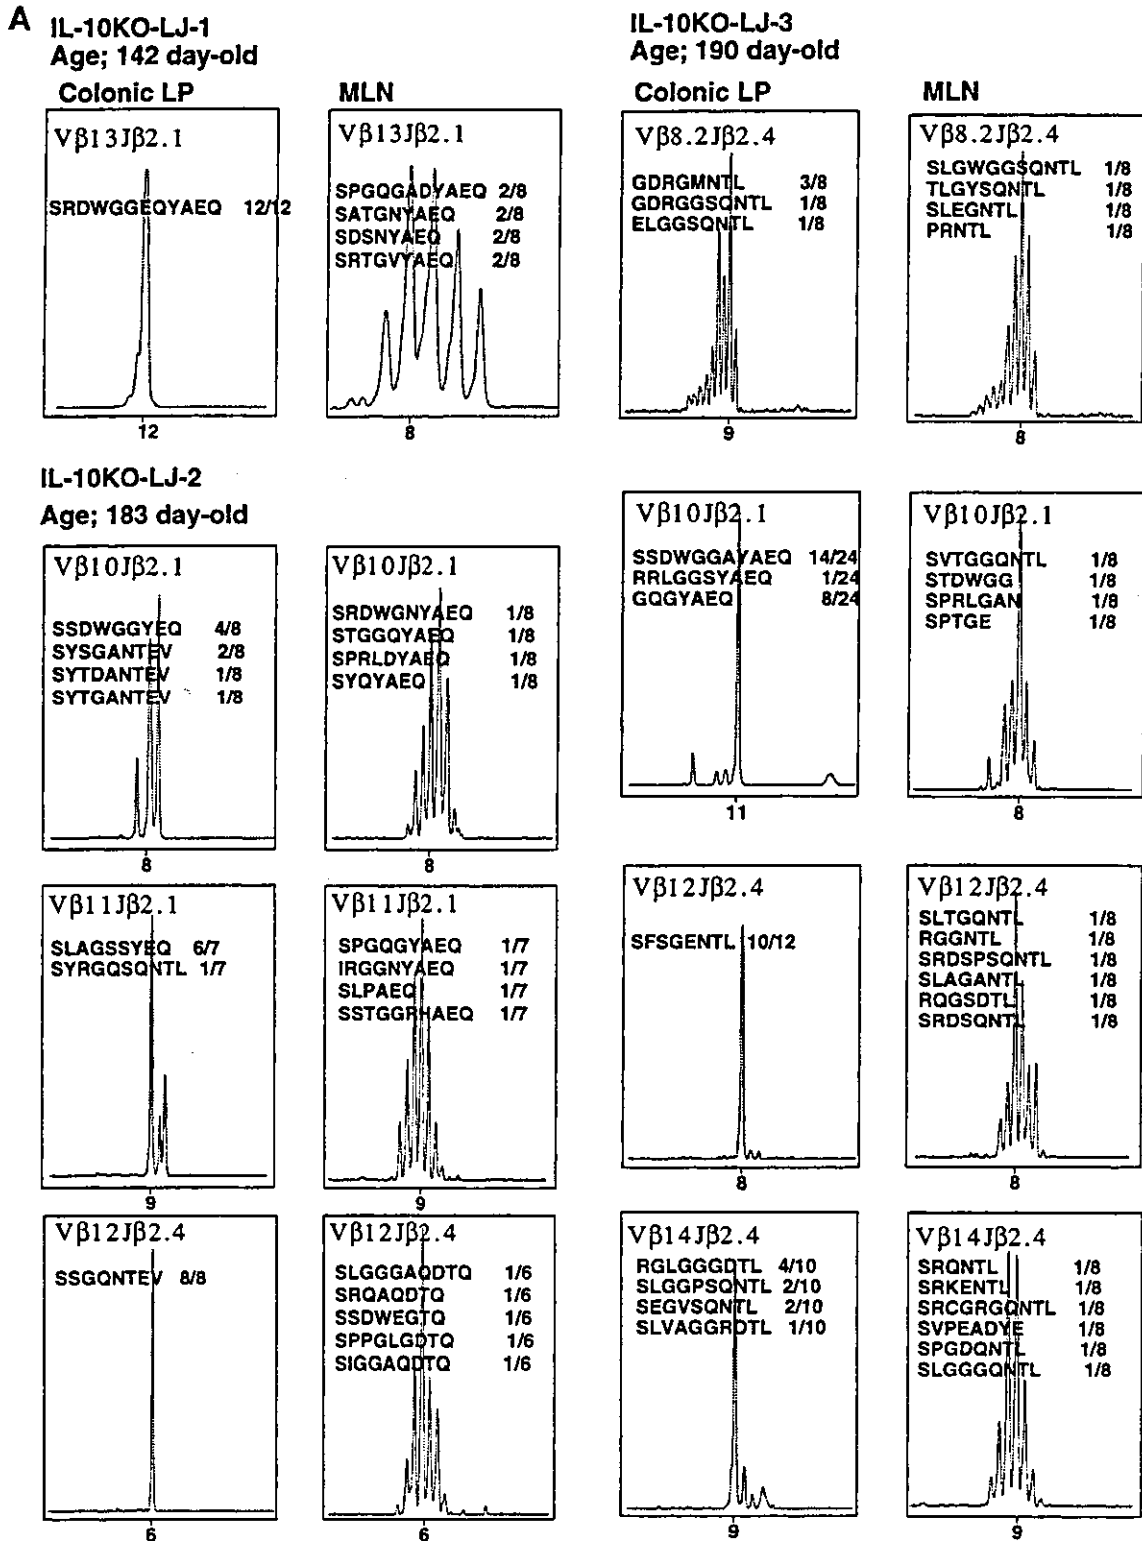 A
IL-10KO-LJ-1
Age; 142 day-old
Colonic LP
Vβ13Jβ2.1
SRDWGGEQYAEQ 12/12
12
MLN
Vβ13Jβ2.1
SPGQGADYAEQ 2/8
SATGNYAEQ 2/8
SDSNYAEQ 2/8
SRTGVYAEQ 2/8
8
IL-10KO-LJ-2
Age; 183 day-old
Vβ10Jβ2.1
SSDWGGYEQ 4/8
SYSGANTEV 2/8
SYTDANTEV 1/8
SYTGANTEV 1/8
8
Vβ10Jβ2.1
SRDWGNYAEQ 1/8
STGGQYAEQ 1/8
SPRLDYAEQ 1/8
SYQYAEQ 1/8
8
Vβ11Jβ2.1
SLAGSSYEQ 6/7
SYRGQSQNTL 1/7
9
Vβ11Jβ2.1
SPGQGYAEQ 1/7
IRGGNYAEQ 1/7
SLPAEQ 1/7
SSTGGRHAEQ 1/7
9
Vβ12Jβ2.4
SSGQNTEV 8/8
6
Vβ12Jβ2.4
SLGGGAQDTQ 1/6
SRQAQDTQ 1/6
SSDWEGTQ 1/6
SPPGLGDTQ 1/6
SIGGAQDTQ 1/6
6
IL-10KO-LJ-3
Age; 190 day-old
Colonic LP
Vβ8.2Jβ2.4
GDRGMNTL 3/8
GDRGGSQNTL 1/8
ELGGSQNTL 1/8
9
MLN
Vβ8.2Jβ2.4
SLGWGGSQNTL 1/8
TLGYSQNTL 1/8
SLEGNTL 1/8
PRNTL 1/8
8
Vβ10Jβ2.1
SSDWGGAYAEQ 14/24
RRLGGSYAEQ 1/24
GQGYAEQ 8/24
11
Vβ10Jβ2.1
SVTGGQNTL 1/8
STDWGG 1/8
SPRLGAN 1/8
SPTGE 1/8
8
Vβ12Jβ2.4
SFSGENTL 10/12
8
Vβ12Jβ2.4
SLTGQNTL 1/8
RGGNTL 1/8
SRDSPSQNTL 1/8
SLAGANTL 1/8
RQGSDTL 1/8
SRDSQNTL 1/8
8
Vβ14Jβ2.4
RGLGGGDTL 4/10
SLGGPSQNTL 2/10
SEGVSQNTL 2/10
SLVAGGRDTL 1/10
9
Vβ14Jβ2.4
SRQNTL 1/8
SRKENTL 1/8
SRCGRGQNTL 1/8
SVPEADYE 1/8
SPGDQNTL 1/8
SLGGGQNTL 1/8
9